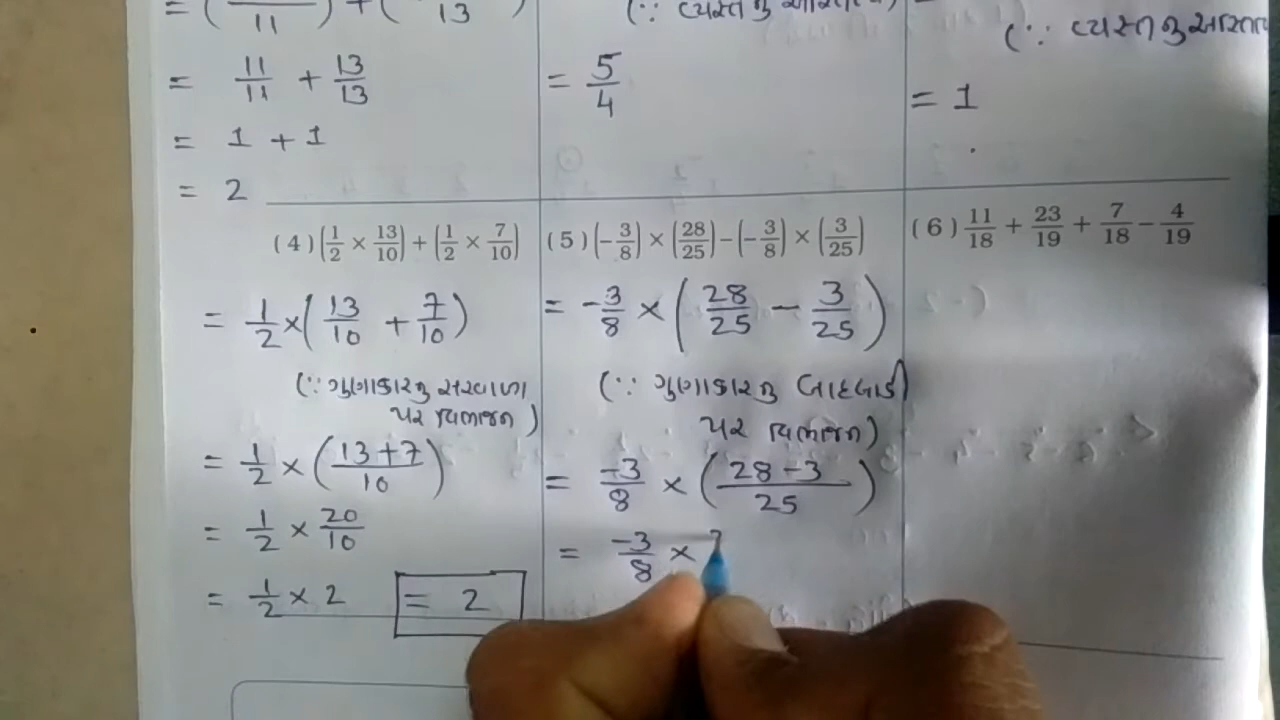 11
13
= 11/11 + 13/13
= 1 + 1
= 2
= 5/4
(∵ વ્યસ્તનુ
= 1
(4) (1/2 × 13/10) + (1/2 × 7/10)
= 1/2 × (13/10 + 7/10)
(∵ ગુણાકારનુ સરવાળા
પર વિભાજન)
= 1/2 × (13+7/10)
= 1/2 × 20/10
= 1/2 × 2 = 2
(5) (-3/8) × (28/25) - (-3/8) × (3/25)
= -3/8 × (28/25 - 3/25)
(∵ ગુણાકારનુ બાદબાકી
પર વિભાજન)
= -3/8 × (28-3/25)
= -3/8 ×
(6) 11/18 + 23/19 + 7/18 - 4/19